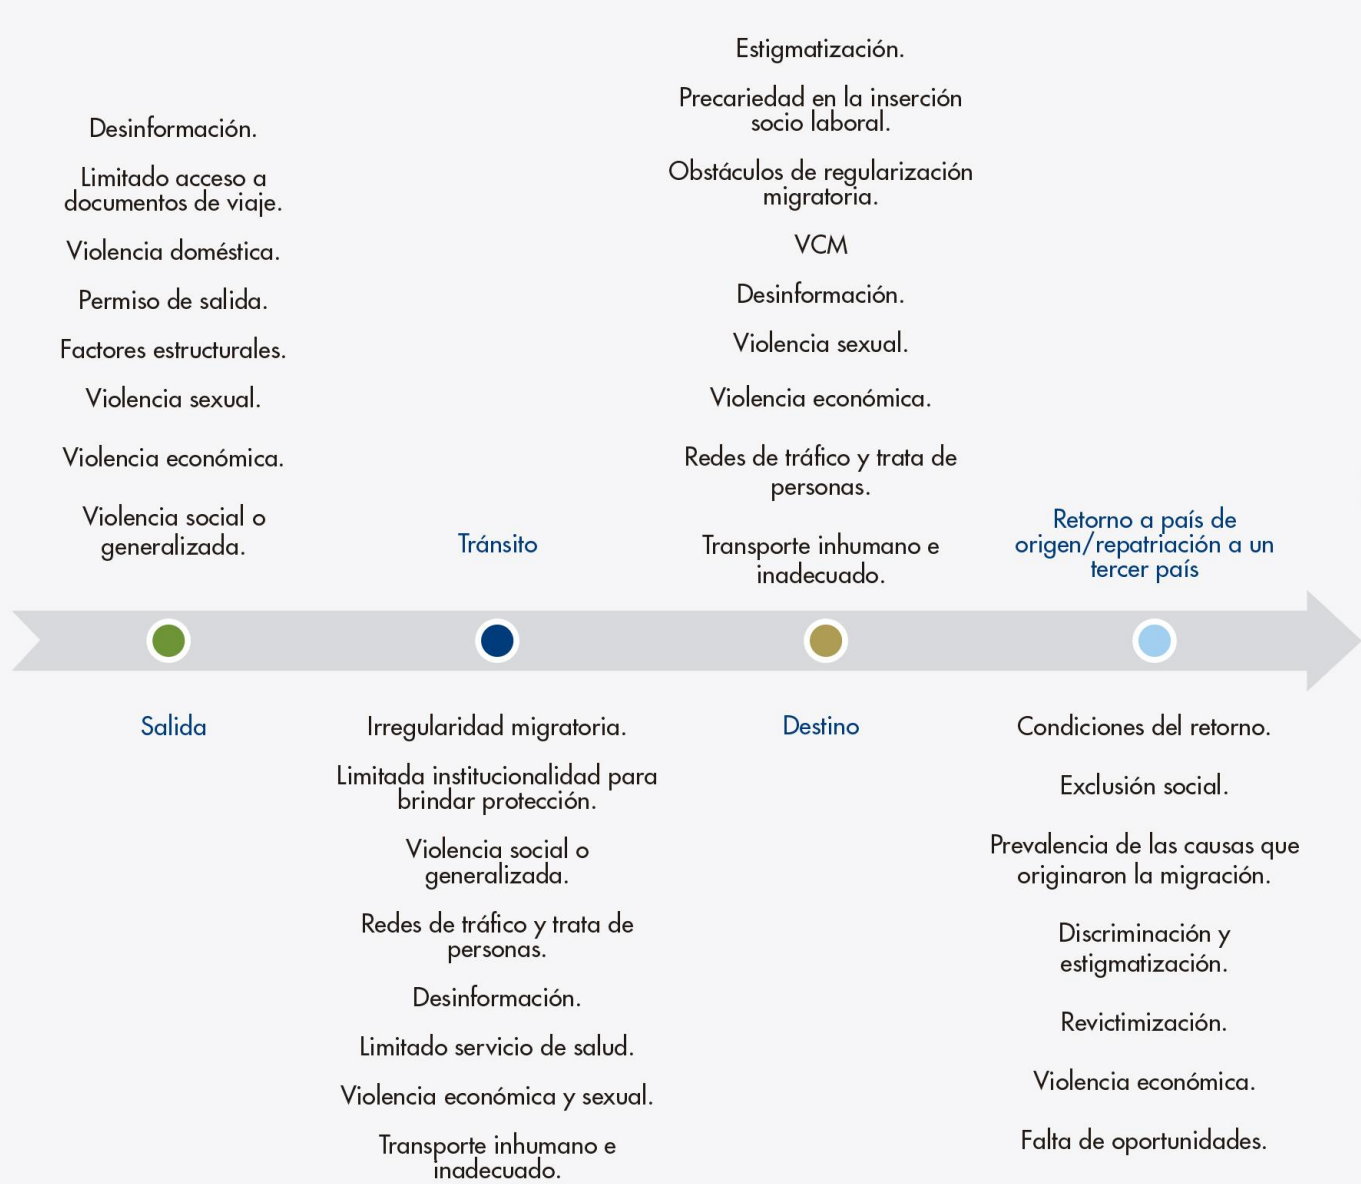 Desinformación.
Limitado acceso a
documentos de viaje.
Violencia doméstica.
Permiso de salida.
Factores estructurales.
Violencia sexual.
Violencia económica.
Violencia social o
generalizada.
Salida
Tránsito
Irregularidad migratoria.
Limitada institucionalidad para
brindar protección.
Violencia social o
generalizada.
Redes de tráfico y trata de
personas.
Desinformación.
Limitado servicio de salud.
Violencia económica y sexual.
Transporte inhumano e
inadecuado.
Estigmatización.
Precariedad en la inserción
socio laboral.
Obstáculos de regularización
migratoria.
VCM
Desinformación.
Violencia sexual.
Violencia económica.
Redes de tráfico y trata de
personas.
Transporte inhumano e
inadecuado.
Destino
Retorno a país de
origen/repatriación a un
tercer país
Condiciones del retorno.
Exclusión social.
Prevalencia de las causas que
originaron la migración.
Discriminación y
estigmatización.
Revictimización.
Violencia económica.
Falta de oportunidades.